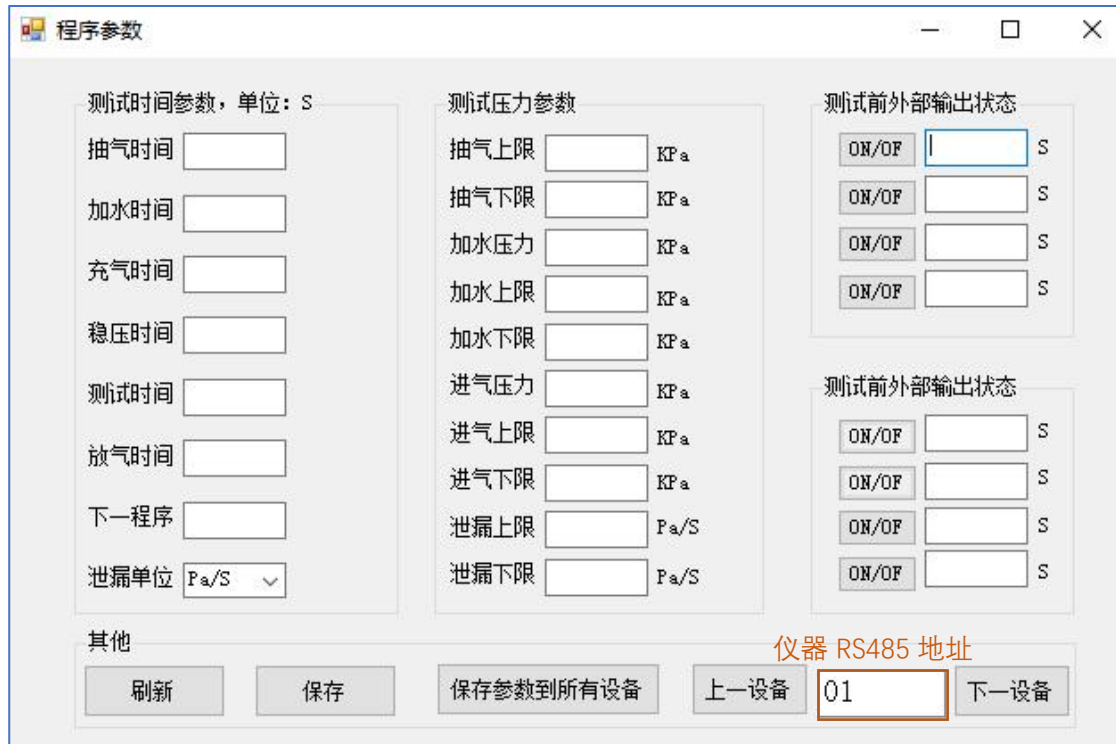 程序参数
测试时间参数，单位：S
抽气时间
加水时间
充气时间
稳压时间
测试时间
放气时间
下一程序
泄漏单位 Pa/S
测试压力参数
抽气上限 KPa
抽气下限 KPa
加水压力 KPa
加水上限 KPa
加水下限 KPa
进气压力 KPa
进气上限 KPa
进气下限 KPa
泄漏上限 Pa/S
泄漏下限 Pa/S
测试前外部输出状态
ON/OF S
ON/OF S
ON/OF S
ON/OF S
测试前外部输出状态
ON/OF S
ON/OF S
ON/OF S
ON/OF S
其他
仪器 RS485 地址
刷新 保存 保存参数到所有设备 上一设备 01 下一设备